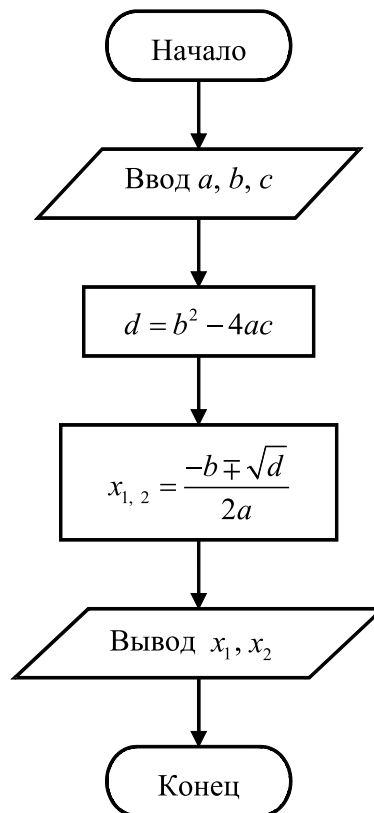 Начало
Ввод a, b, c
d = b² − 4ac
x₁, ₂ = (−b ∓ √d) / 2a
Вывод x₁, x₂
Конец